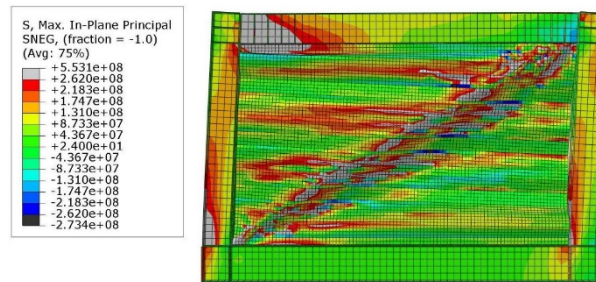 S, Max. In-Plane Principal
SNEG, (fraction = -1.0)
(Avg: 75%)
+5.531e+08
+2.620e+08
+2.183e+08
+1.747e+08
+1.310e+08
+8.733e+07
+4.367e+07
+2.400e+01
-4.367e+07
-8.733e+07
-1.310e+08
-1.747e+08
-2.183e+08
-2.620e+08
-2.734e+08